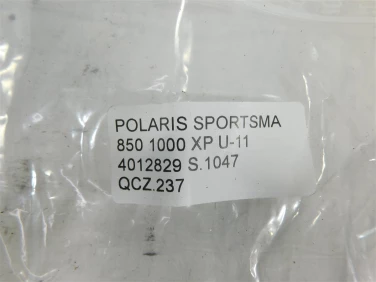 POLARIS SPORTSMA
850 1000 XP U-11
4012829 S.1047
QCZ.237